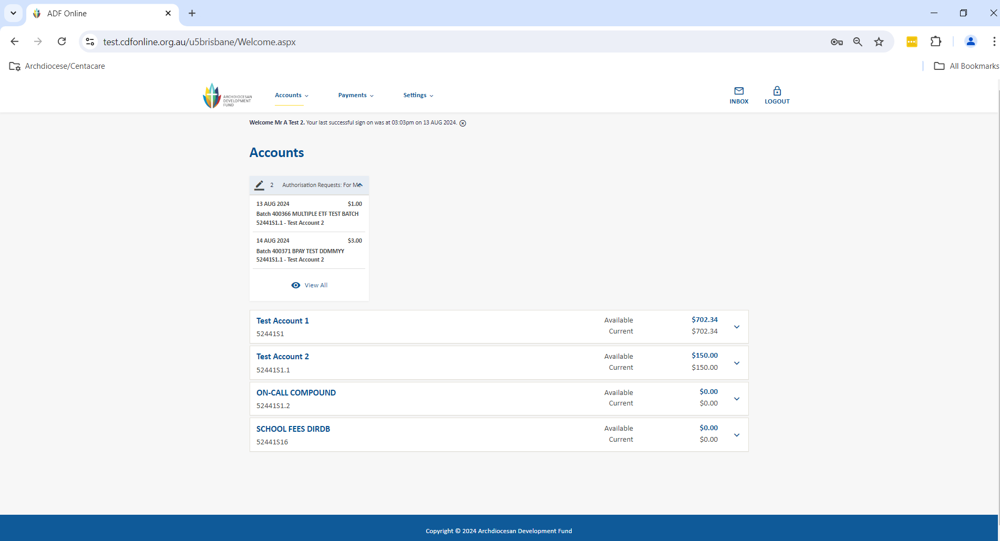 ADF Online
test.cdfonline.org.au/u5brisbane/Welcome.aspx
Archdiocese/Centacare
All Bookmarks
ARCHDIOCESAN
DEVELOPMENT
FUND
Accounts
Payments
Settings
INBOX
LOGOUT
Welcome Mr A Test 2. Your last successful sign on was at 03:03pm on 13 AUG 2024.
Accounts
2 Authorisation Requests: For Me
13 AUG 2024 $1.00
Batch 400366 MULTIPLE ETF TEST BATCH
52441S1.1 - Test Account 2
14 AUG 2024 $3.00
Batch 400371 BPAY TEST DDMMYY
52441S1.1 - Test Account 2
View All
Test Account 1 Available $702.34
52441S1 Current $702.34
Test Account 2 Available $150.00
52441S1.1 Current $150.00
ON-CALL COMPOUND Available $0.00
52441S1.2 Current $0.00
SCHOOL FEES DIRDB Available $0.00
52441S16 Current $0.00
Copyright © 2024 Archdiocesan Development Fund